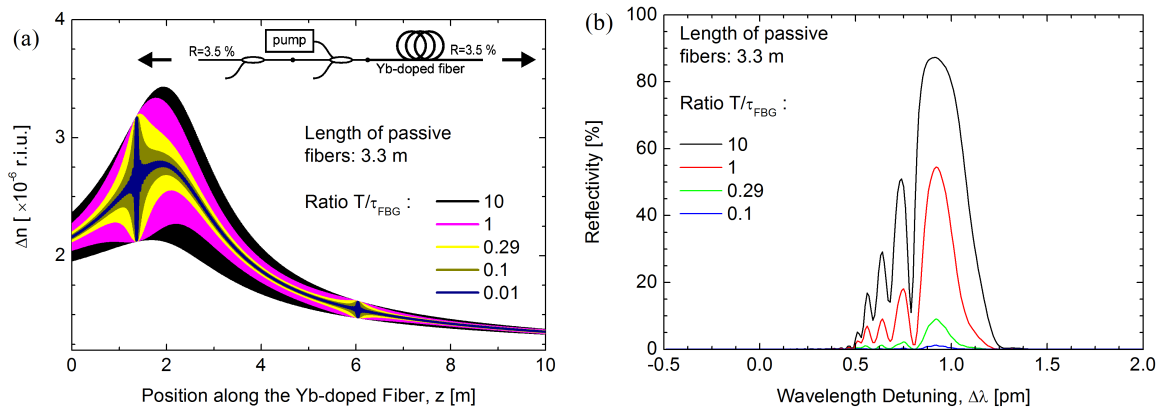 (a)
4
3
2
0
2
4
6
8
10
Δn [ ×10⁻⁶ r.i.u.]
Position along the Yb-doped Fiber, z [m]
R=3.5 %
pump
R=3.5 %
Yb-doped fiber
Length of passive
fibers: 3.3 m
Ratio T/τFBG :
10
1
0.29
0.1
0.01
(b)
100
80
60
40
20
0
-0.5
0.0
0.5
1.0
1.5
2.0
Reflectivity [%]
Wavelength Detuning, Δλ [pm]
Length of passive
fibers: 3.3 m
Ratio T/τFBG :
10
1
0.29
0.1